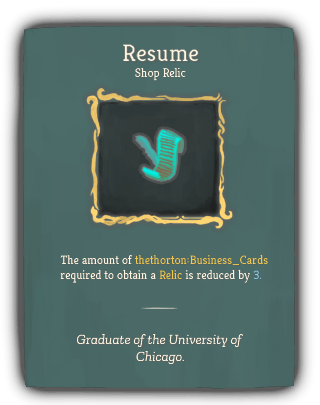 Resume
Shop Relic
The amount of thethorton:Business_Cards
required to obtain a Relic is reduced by 3.
Graduate of the University of
Chicago.